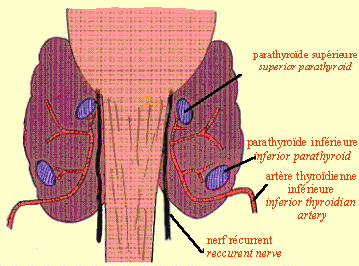 parathyroïde supérieure
superior parathyroid
parathyroïde inférieure
inferior parathyroid
artère thyroïdienne
inférieure
inferior thyroidian
artery
nerf récurrent
reccurent nerve